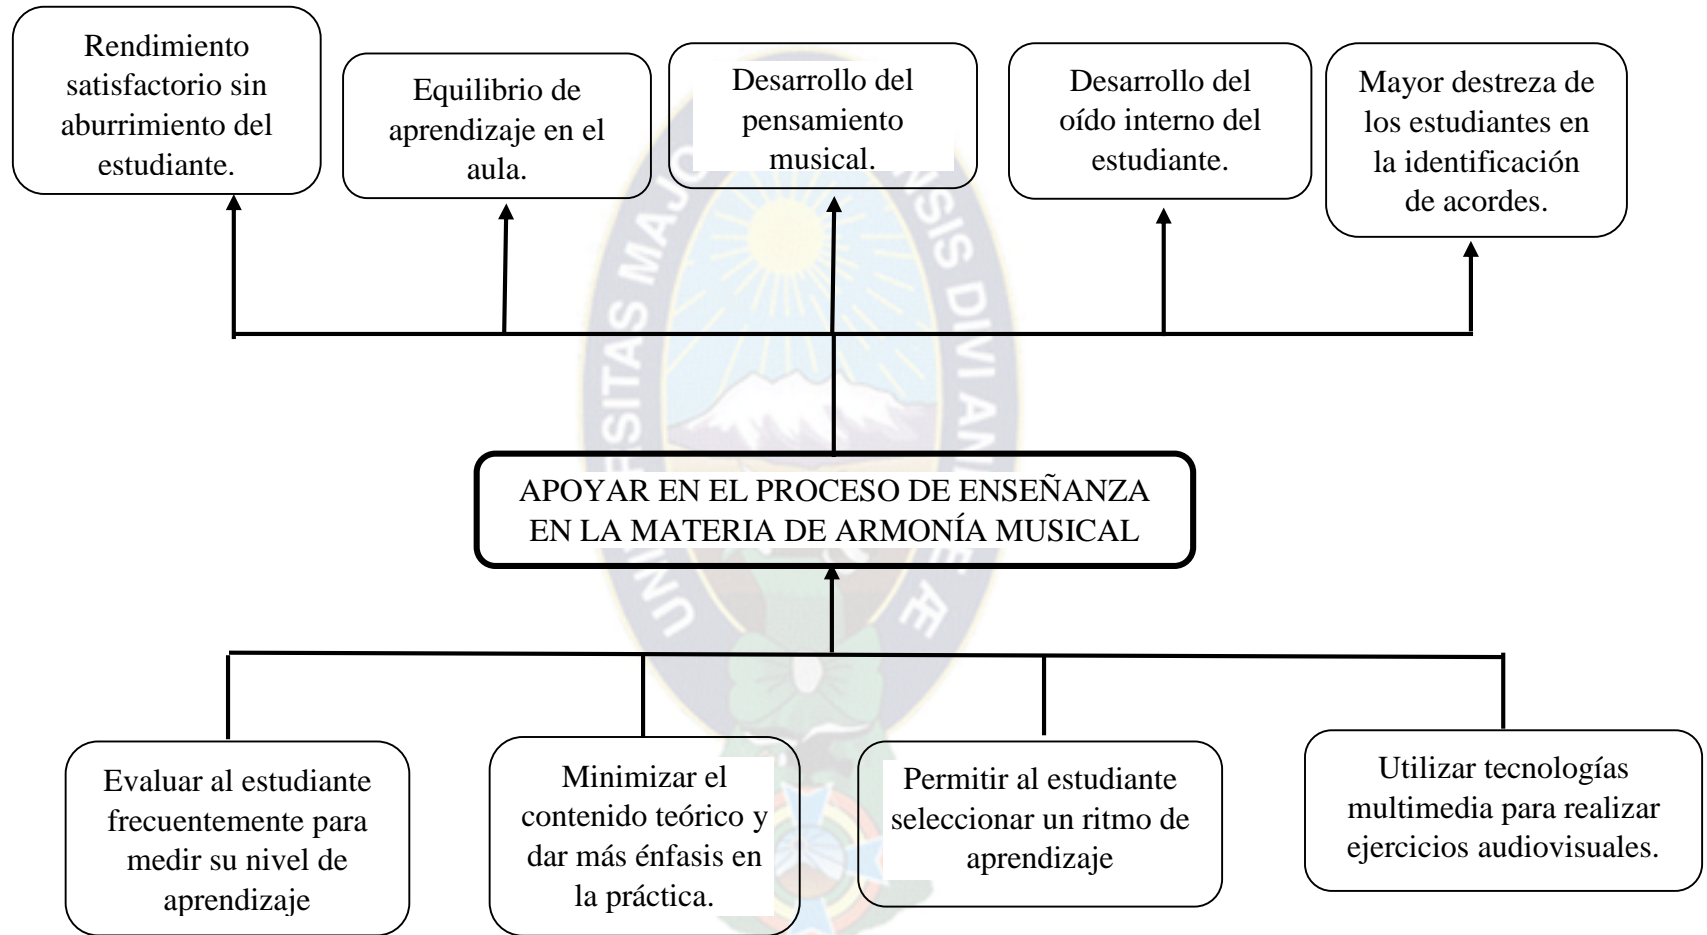 Rendimiento
satisfactorio sin
aburrimiento del
estudiante.
Equilibrio de
aprendizaje en el
aula.
Desarrollo del
pensamiento
musical.
Desarrollo del
oído interno del
estudiante.
Mayor destreza de
los estudiantes en
la identificación
de acordes.
APOYAR EN EL PROCESO DE ENSEÑANZA
EN LA MATERIA DE ARMONÍA MUSICAL
Evaluar al estudiante
frecuentemente para
medir su nivel de
aprendizaje
Minimizar el
contenido teórico y
dar más énfasis en
la práctica.
Permitir al estudiante
seleccionar un ritmo de
aprendizaje
Utilizar tecnologías
multimedia para realizar
ejercicios audiovisuales.
DIVI